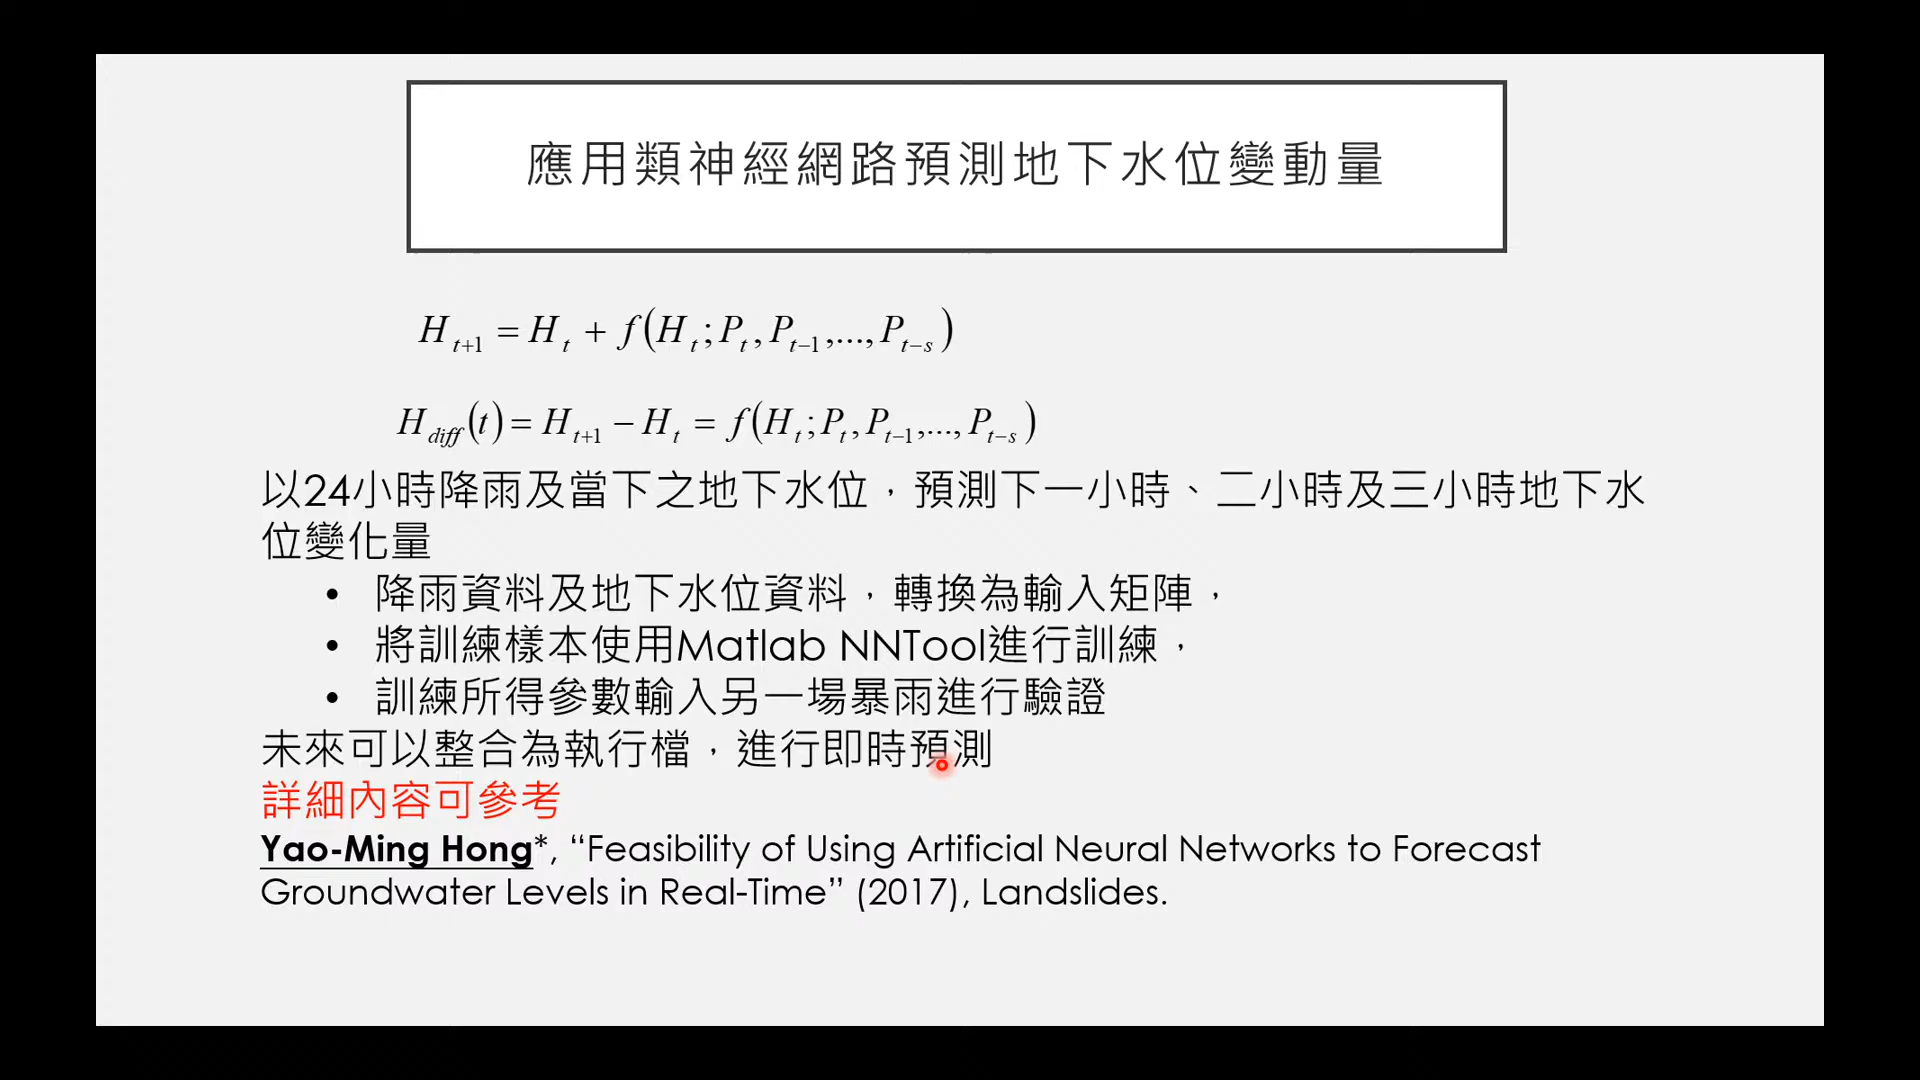 應用類神經網路預測地下水位變動量
H_{t+1} = H_t + f(H_t; P_t, P_{t-1},..., P_{t-s})
H_{diff}(t) = H_{t+1} − H_t = f(H_t; P_t, P_{t-1},..., P_{t-s})
以24小時降雨及當下之地下水位，預測下一小時、二小時及三小時地下水
位變化量
• 降雨資料及地下水位資料，轉換為輸入矩陣，
• 將訓練樣本使用Matlab NNTool進行訓練，
• 訓練所得參數輸入另一場暴雨進行驗證
未來可以整合為執行檔，進行即時預測
詳細內容可參考
Yao-Ming Hong*, “Feasibility of Using Artificial Neural Networks to Forecast
Groundwater Levels in Real-Time” (2017), Landslides.